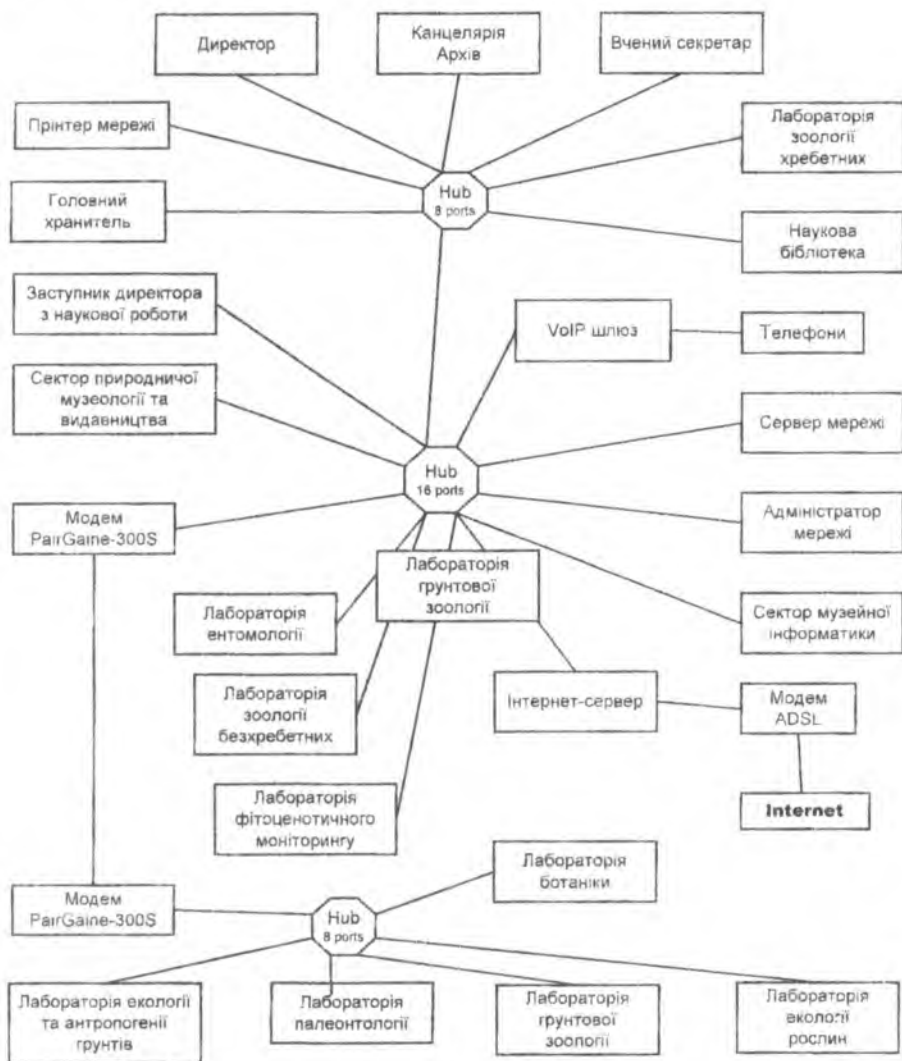 Директор
Канцелярія
Архів
Вчений секретар
Прінтер мережі
Лабораторія
зоології
хребетних
Головний
хранитель
Hub
8 ports
Наукова
бібліотека
Заступник директора
з наукової роботи
VoIP шлюз
Телефони
Сектор природничої
музеології та
видавництва
Сервер мережі
Hub
16 ports
Модем
PairGaine-300S
Адміністратор
мережі
Лабораторія
грунтової
зоології
Лабораторія
ентомології
Сектор музейної
інформатики
Лабораторія
зоології
безхребетних
Інтернет-сервер
Модем
ADSL
Лабораторія
фітоценотичного
моніторингу
Internet
Лабораторія
ботаніки
Модем
PairGaine-300S
Hub
8 ports
Лабораторія екології
та антропогенії
грунтів
Лабораторія
палеонтології
Лабораторія
грунтової
зоології
Лабораторія
екології
рослин